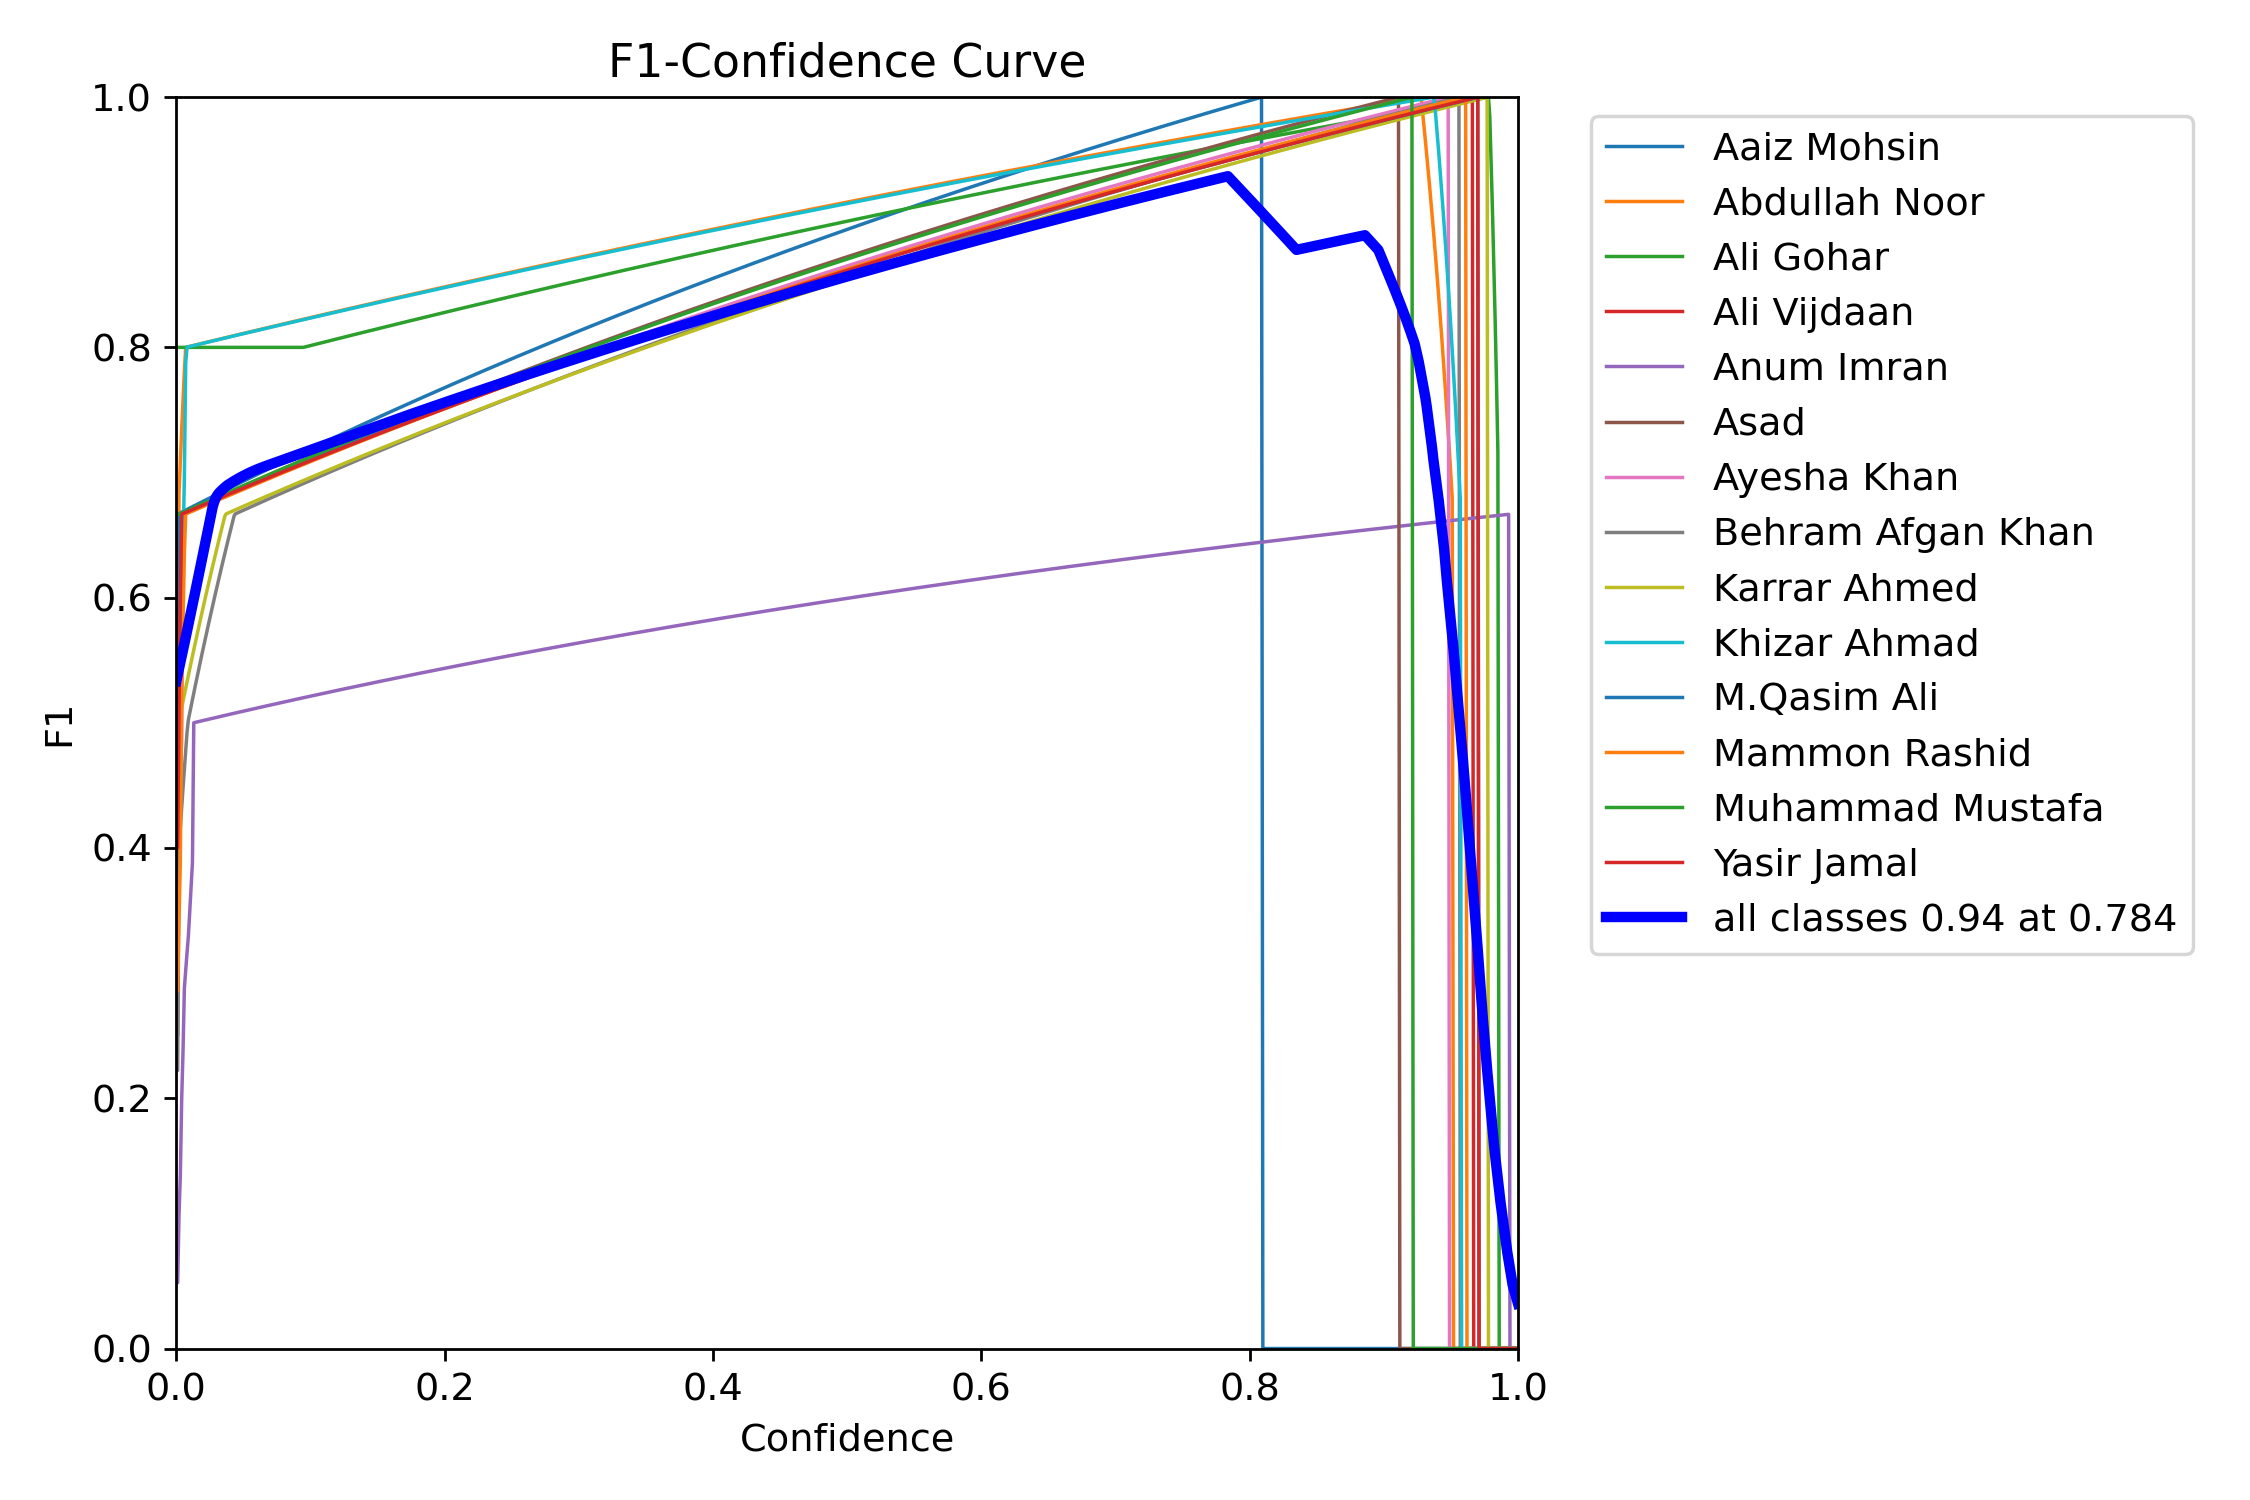 F1-Confidence Curve
1.0
0.8
0.6
0.4
0.2
0.0
F1
0.0 0.2 0.4 0.6 0.8 1.0
Confidence
Aaiz Mohsin
Abdullah Noor
Ali Gohar
Ali Vijdaan
Anum Imran
Asad
Ayesha Khan
Behram Afgan Khan
Karrar Ahmed
Khizar Ahmad
M.Qasim Ali
Mammon Rashid
Muhammad Mustafa
Yasir Jamal
all classes 0.94 at 0.784